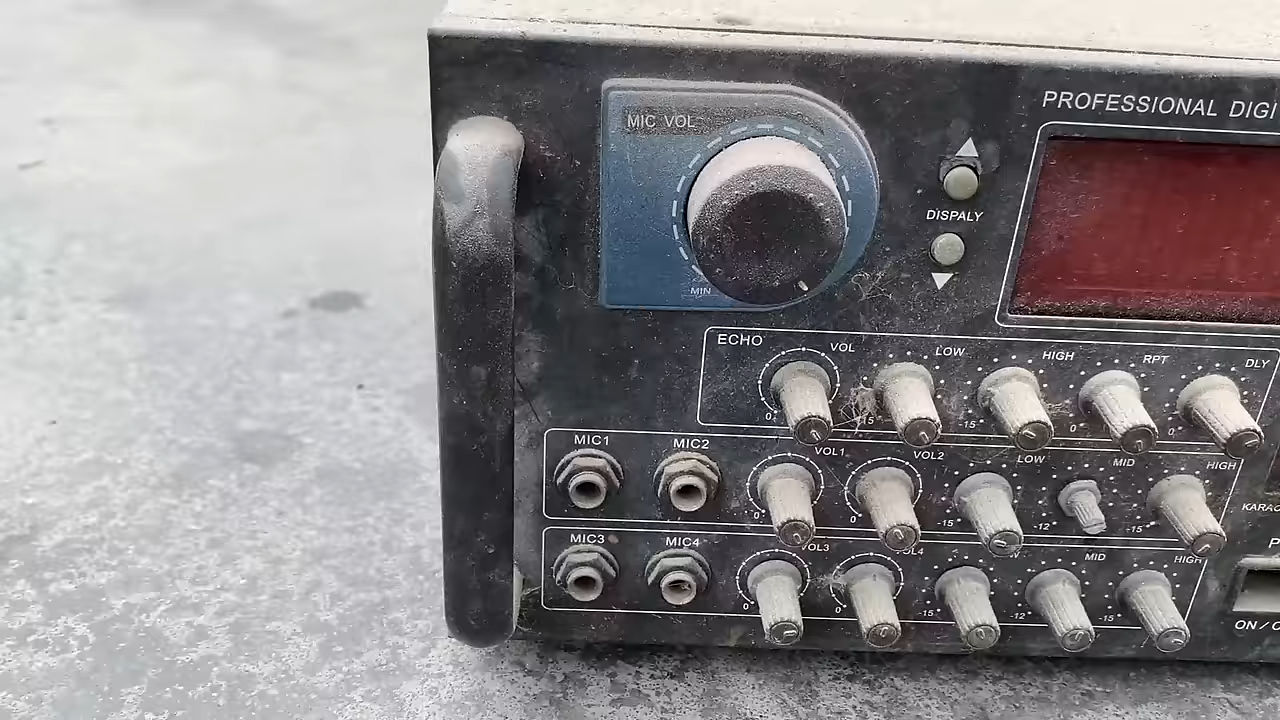 PROFESSIONAL DIGI
MIC VOL
DISPALY
MIN
ECHO VOL LOW HIGH RPT DLY
0 -15 -15 0 0
MIC1 MIC2 VOL1 VOL2 LOW MID HIGH
0 0 -15 -12 -15
KARAO
MIC3 MIC4 VOL3 VOL4 MID HIGH
0 0 -15 -12 -15
ON / O